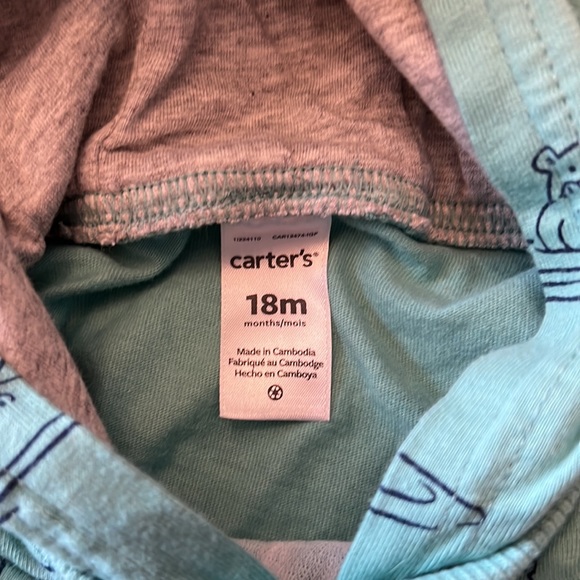 carter's®
18m
months/mois
Made in Cambodia
Fabriqué au Cambodge
Hecho en Camboya